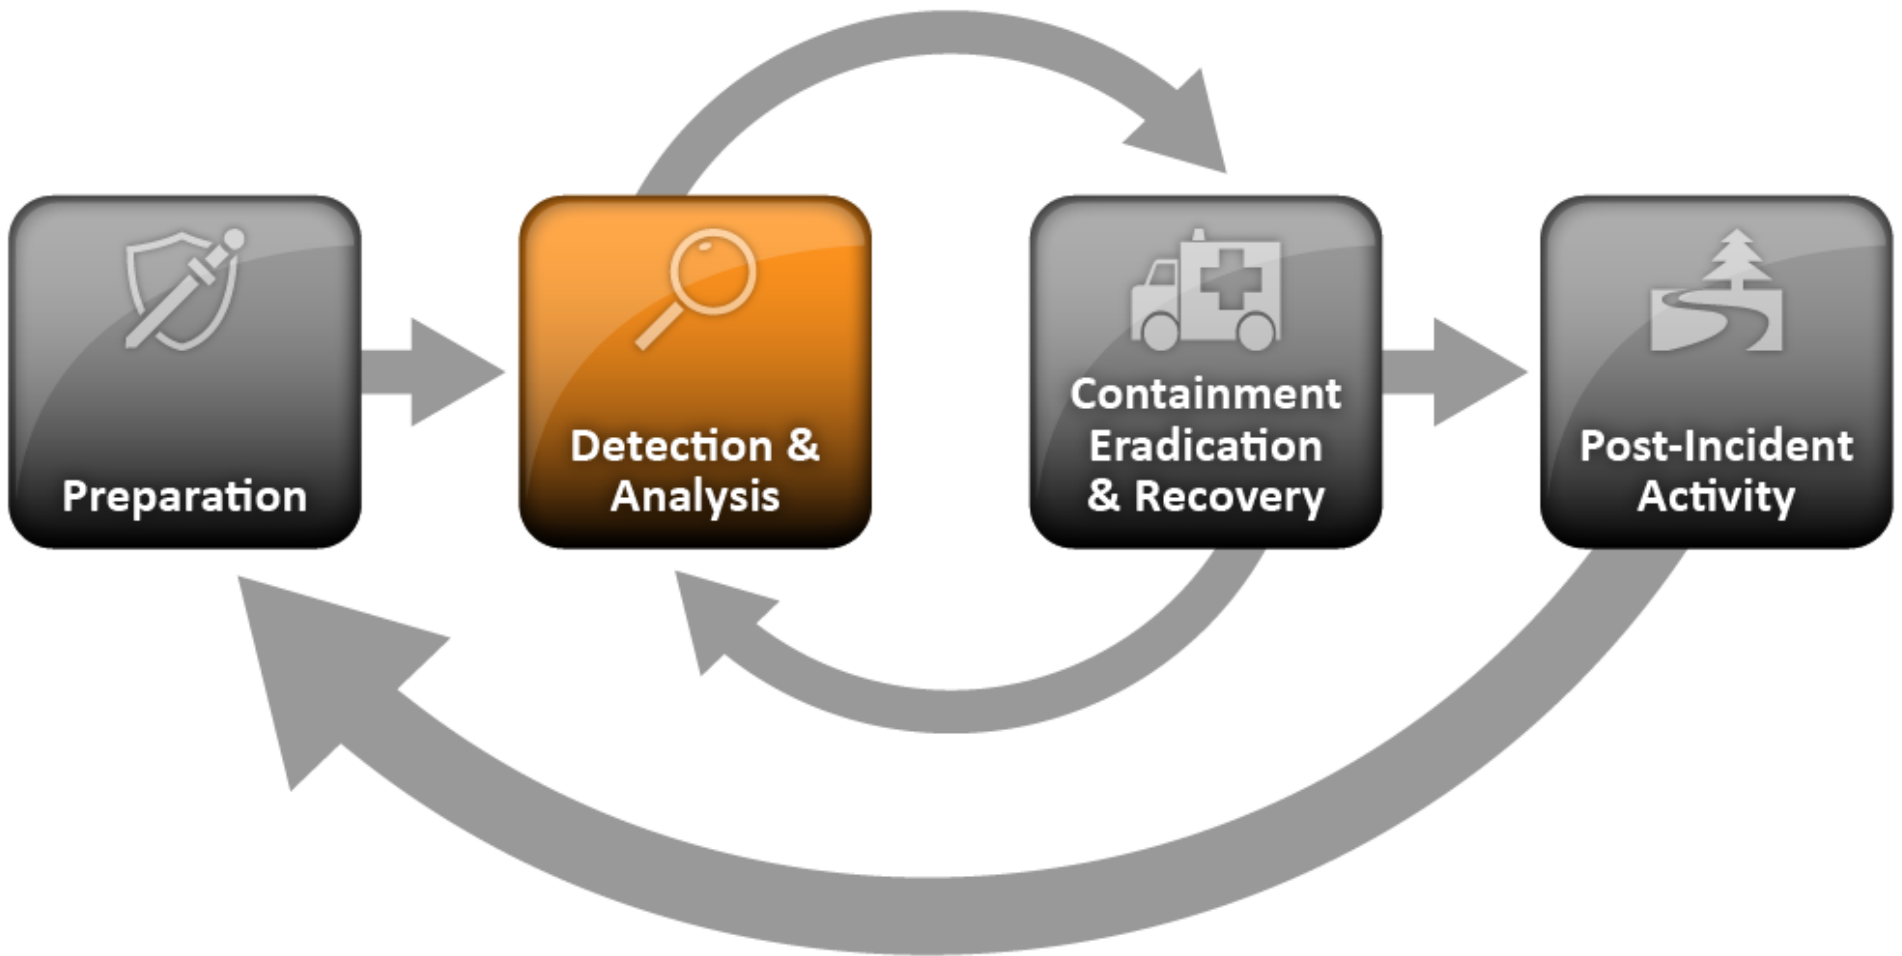 Preparation
Detection &
Analysis
Containment
Eradication
& Recovery
Post-Incident
Activity